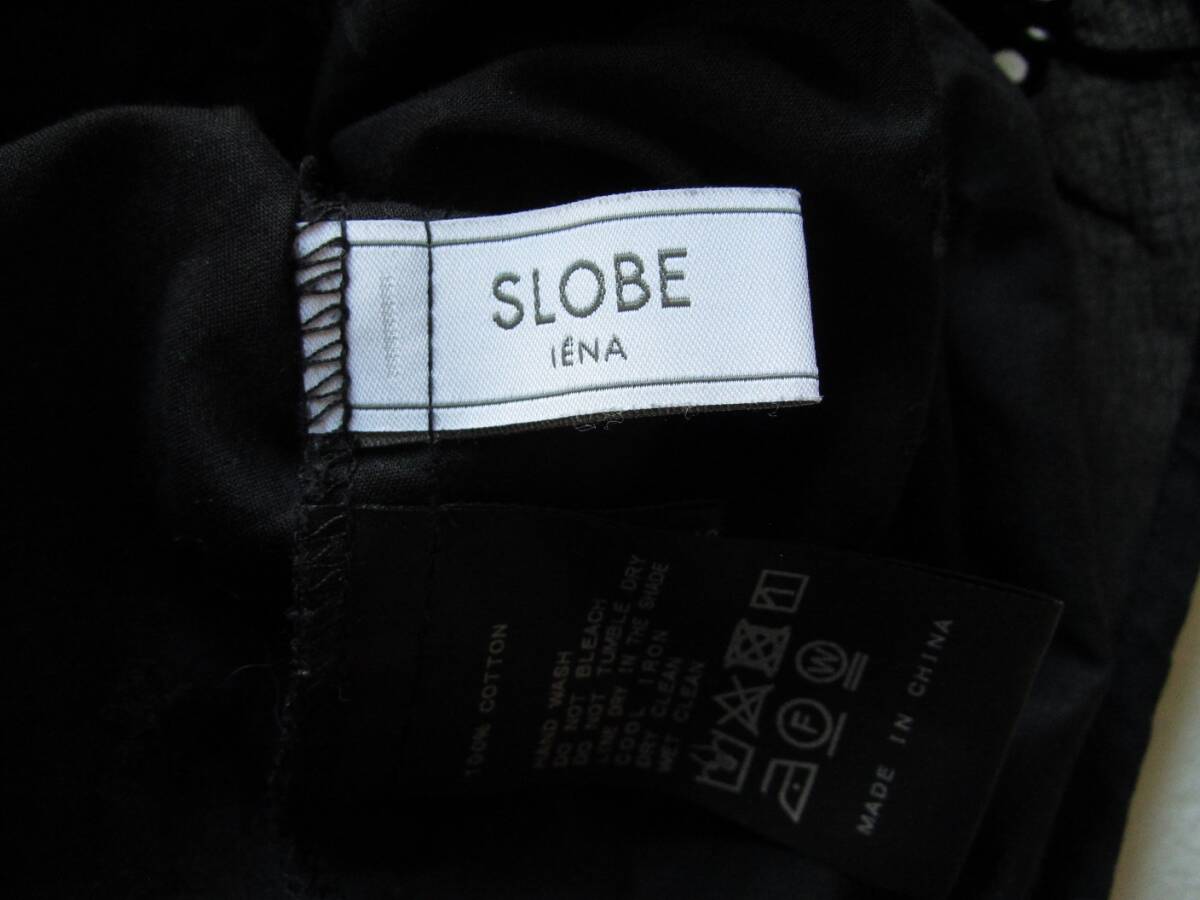 SLOBE
IÉNA
100% COTTON
HAND WASH
DO NOT BLEACH
DO NOT TUMBLE DRY
LINE DRY IN THE SHADE
COOL IRON
DRY CLEAN
WET CLEAN
F
W
MADE IN CHINA